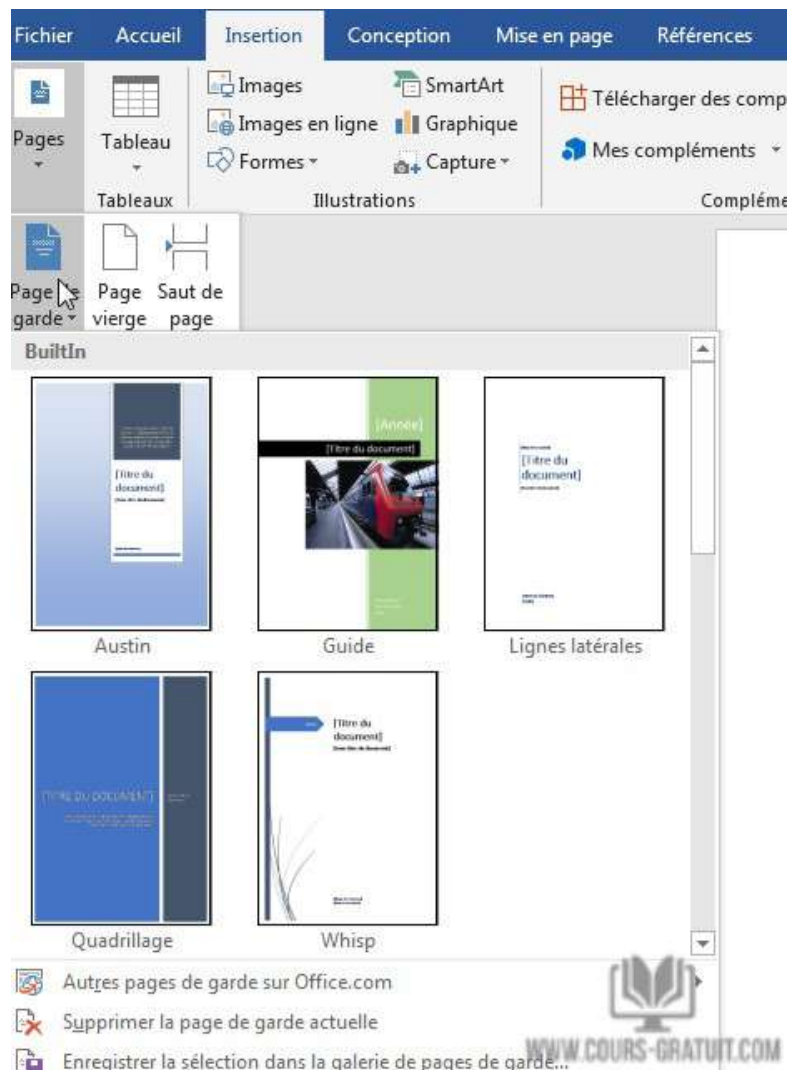 Fichier Accueil Insertion Conception Mise en page Références
Images SmartArt
Télécharger des comp
Images en ligne Graphique
Pages Tableau
Mes compléments
Formes Capture
Tableaux Illustrations Compléme
Page de Page Saut de
garde vierge page
BuiltIn
[Titre du
document]
[Année]
[Titre du document]
[Titre du
document]
Austin Guide Lignes latérales
[TITRE DU DOCUMENT]
[Titre du
document]
Quadrillage Whisp
Autres pages de garde sur Office.com
Supprimer la page de garde actuelle
Enregistrer la sélection dans la galerie de pages de garde...
WWW.COURS-GRATUIT.COM